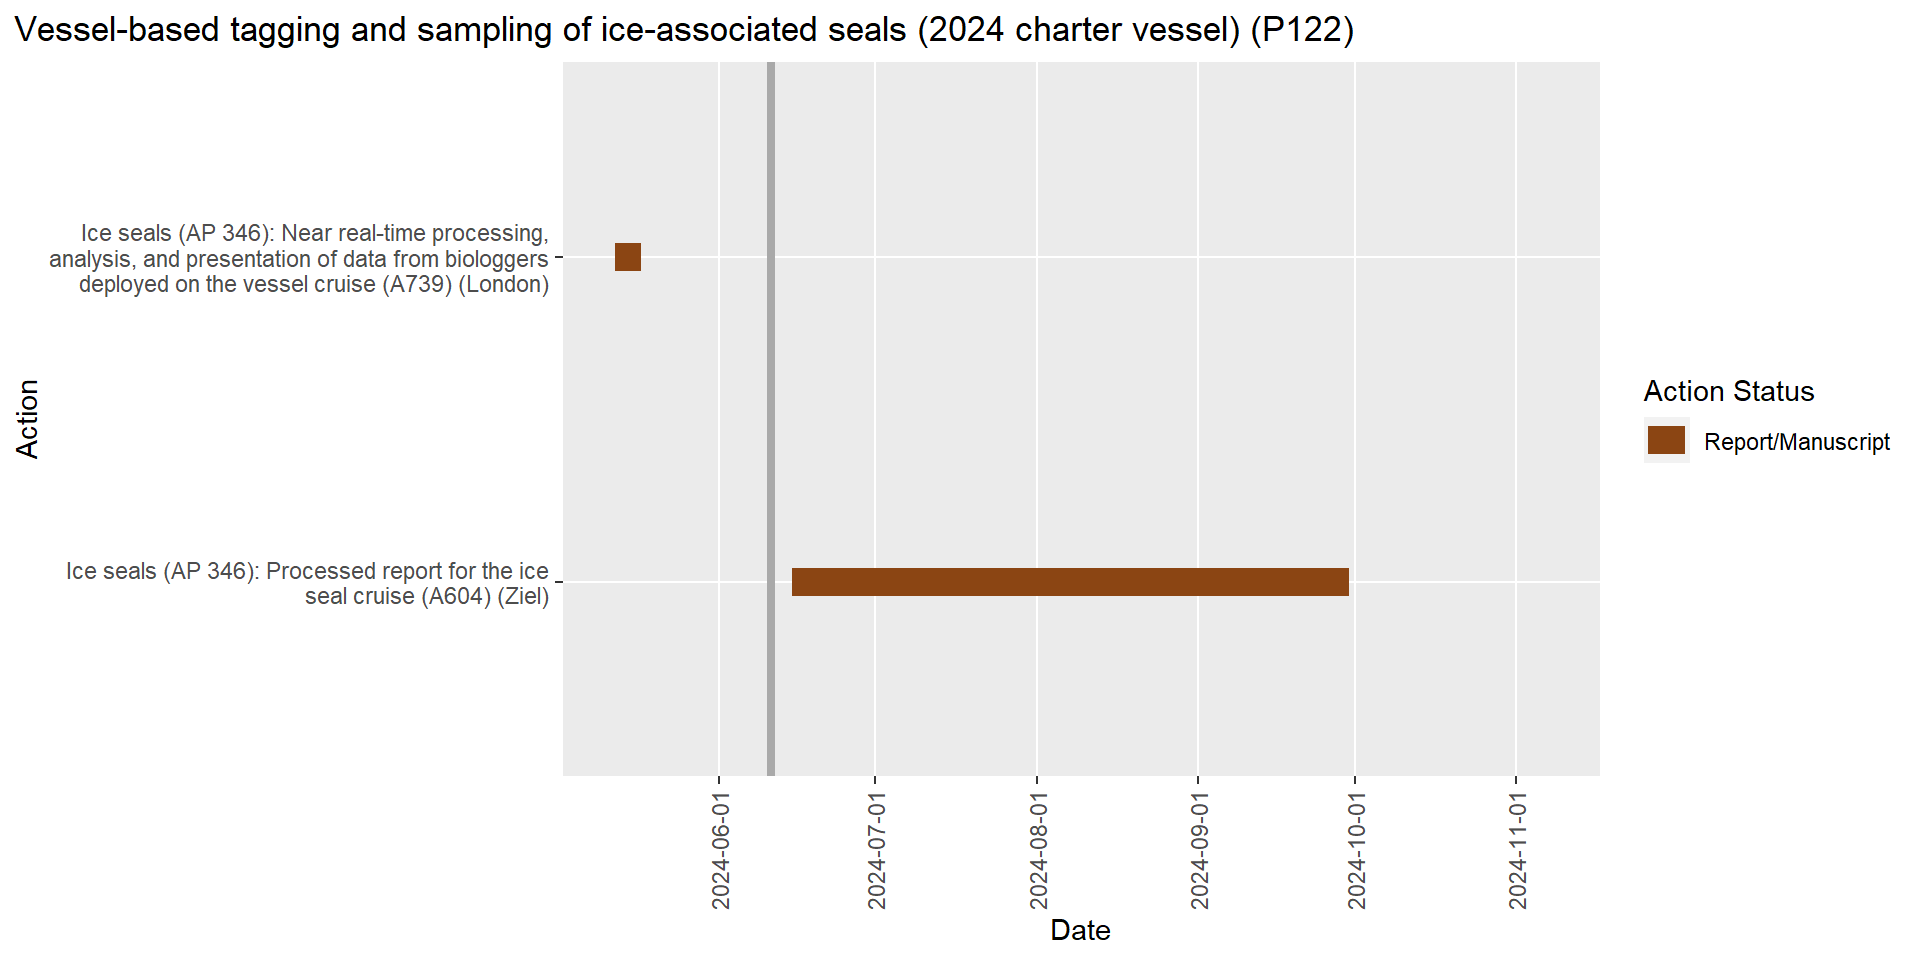 Vessel-based tagging and sampling of ice-associated seals (2024 charter vessel) (P122)
Ice seals (AP 346): Near real-time processing,
analysis, and presentation of data from biologgers
deployed on the vessel cruise (A739) (London)
Action
Ice seals (AP 346): Processed report for the ice
seal cruise (A604) (Ziel)
Action Status
Report/Manuscript
2024-06-01
2024-07-01
2024-08-01
2024-09-01
2024-10-01
2024-11-01
Date